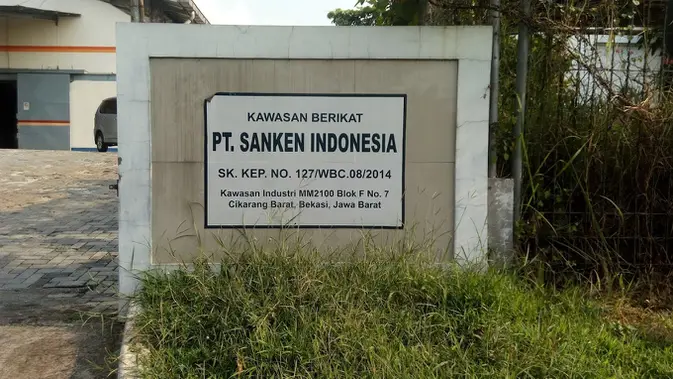 KAWASAN BERIKAT
PT. SANKEN INDONESIA
SK. KEP. NO. 127/WBC.08/2014
Kawasan Industri MM2100 Blok F No. 7
Cikarang Barat, Bekasi, Jawa Barat